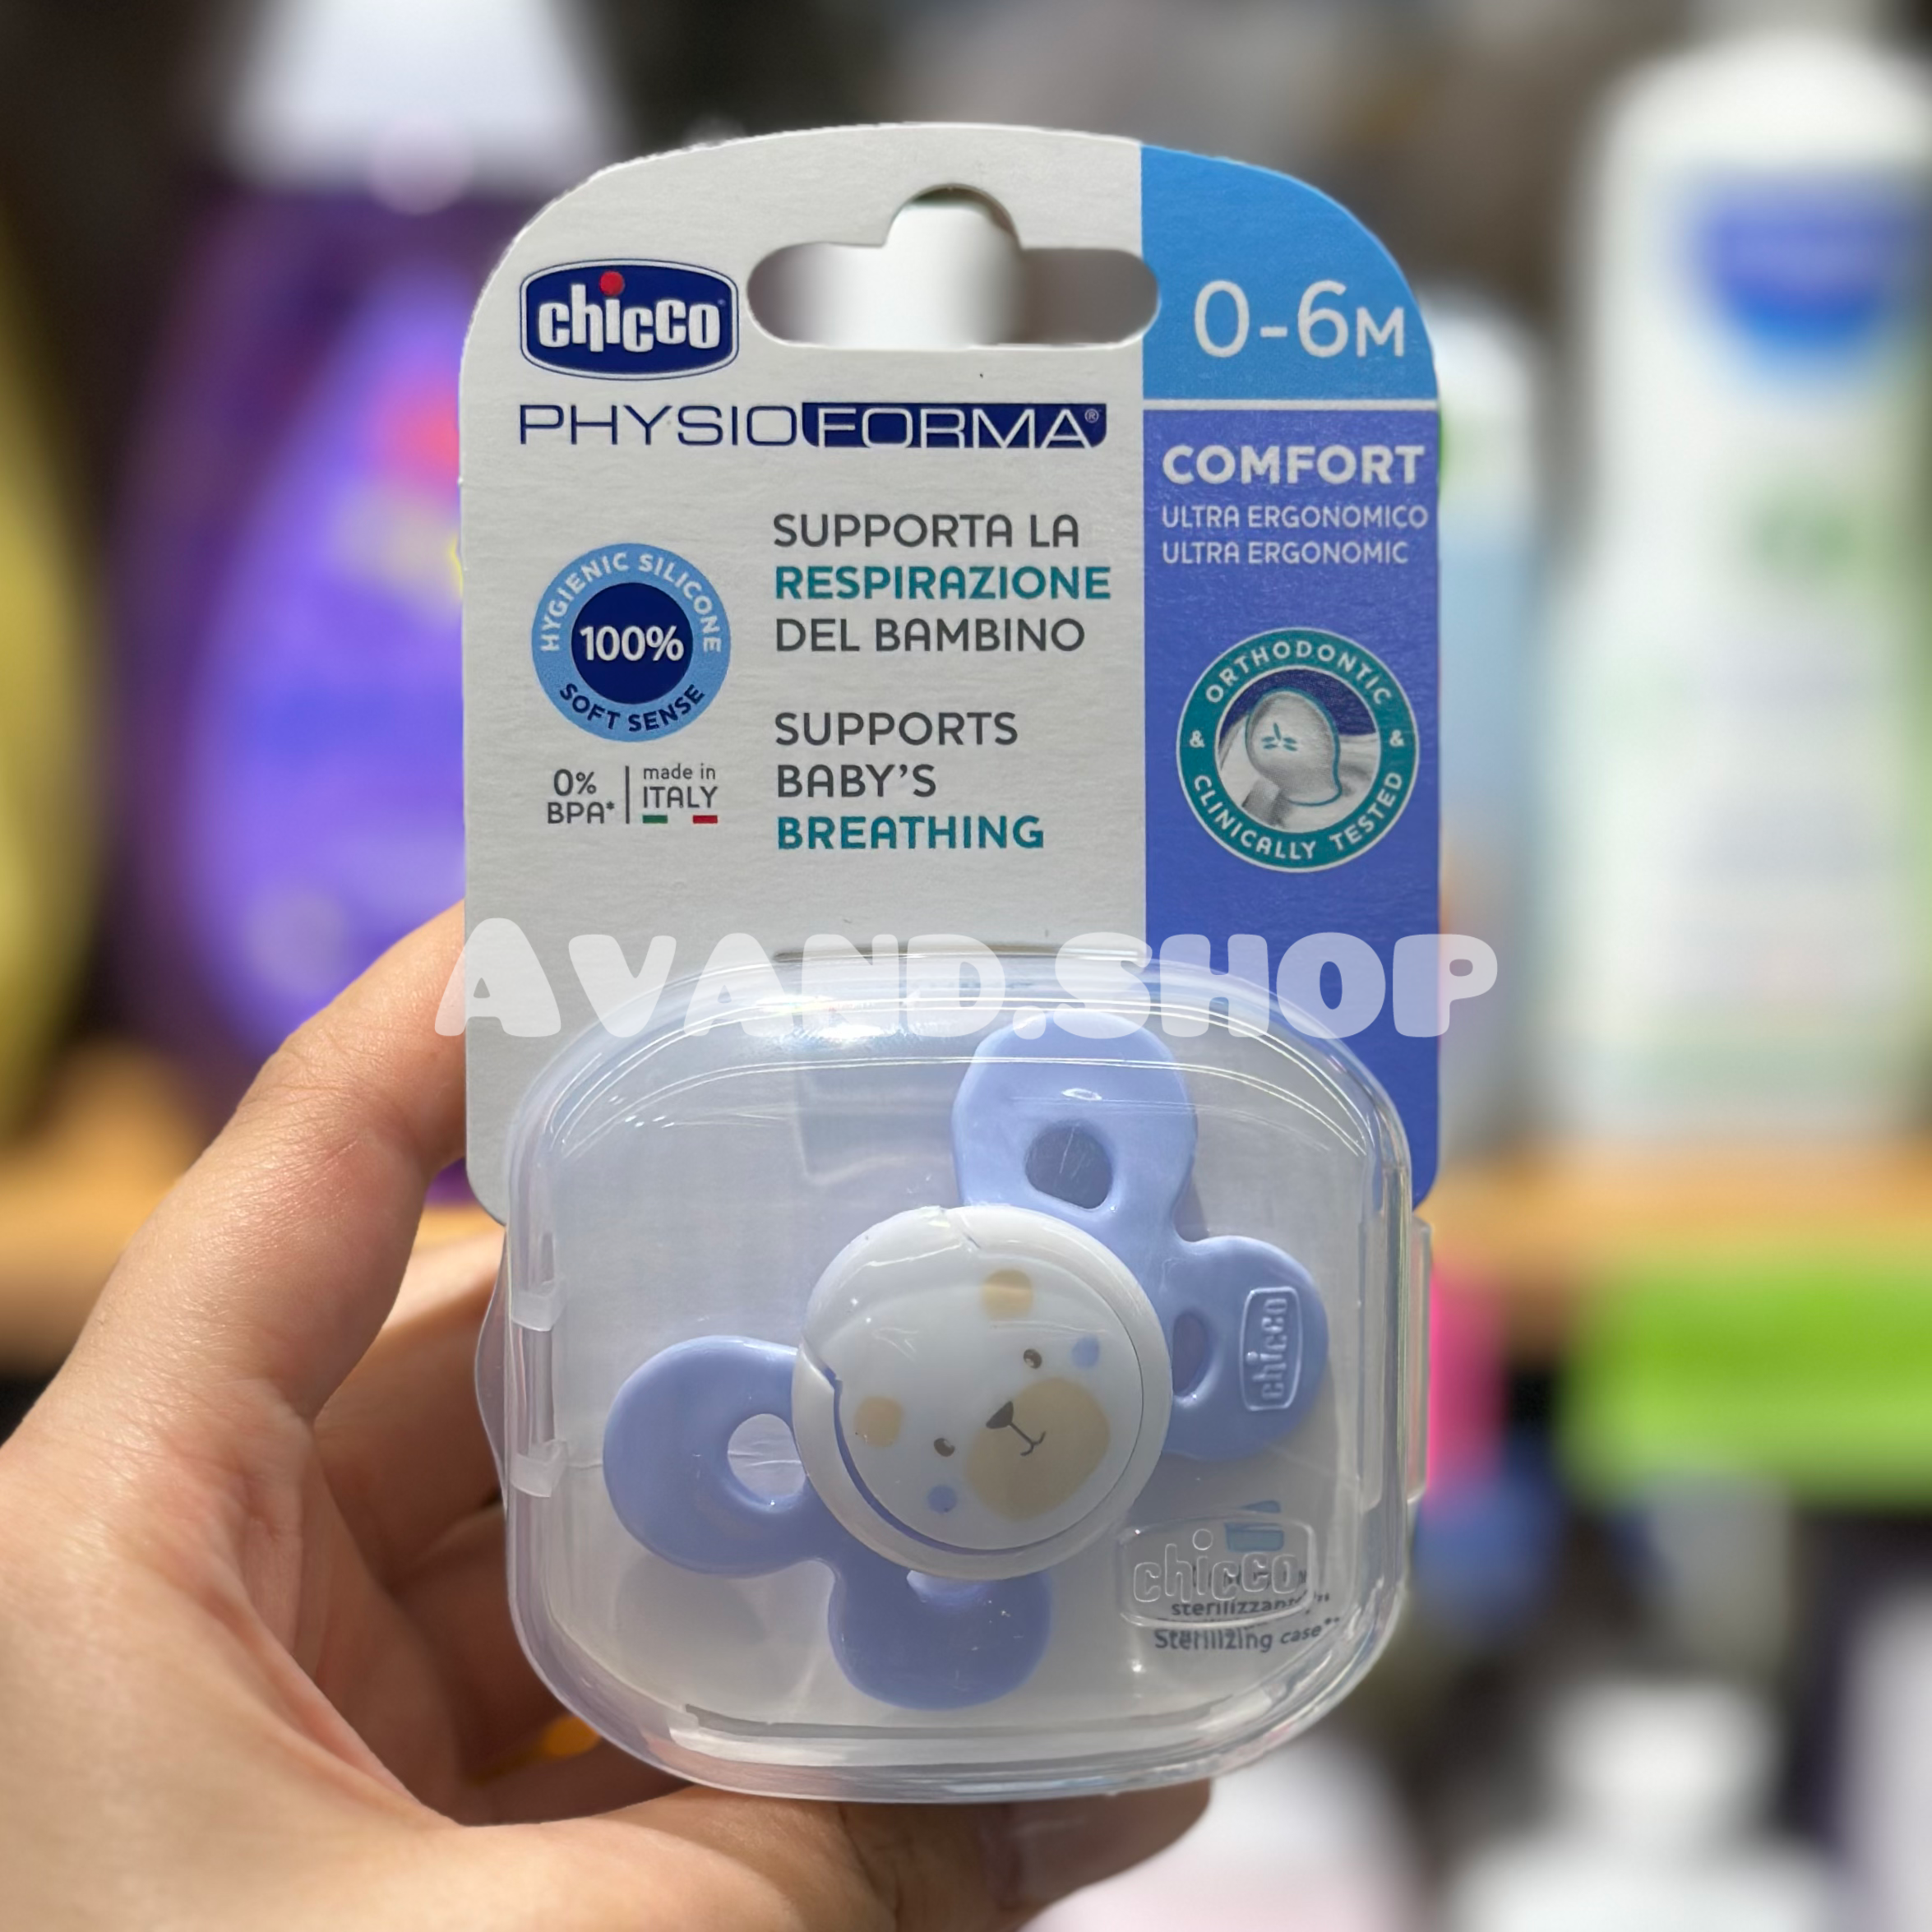 chicco
0-6M
PHYSIOFORMA®
COMFORT
ULTRA ERGONOMICO
ULTRA ERGONOMIC
SUPPORTA LA
RESPIRAZIONE
DEL BAMBINO
HYGIENIC SILICONE
100%
SOFT SENSE
0%
BPA*
made in
ITALY
SUPPORTS
BABY'S
BREATHING
ORTHODONTIC
& CLINICALLY TESTED &
AVAND.SHOP
chicco
chicco
Sterilizing case**